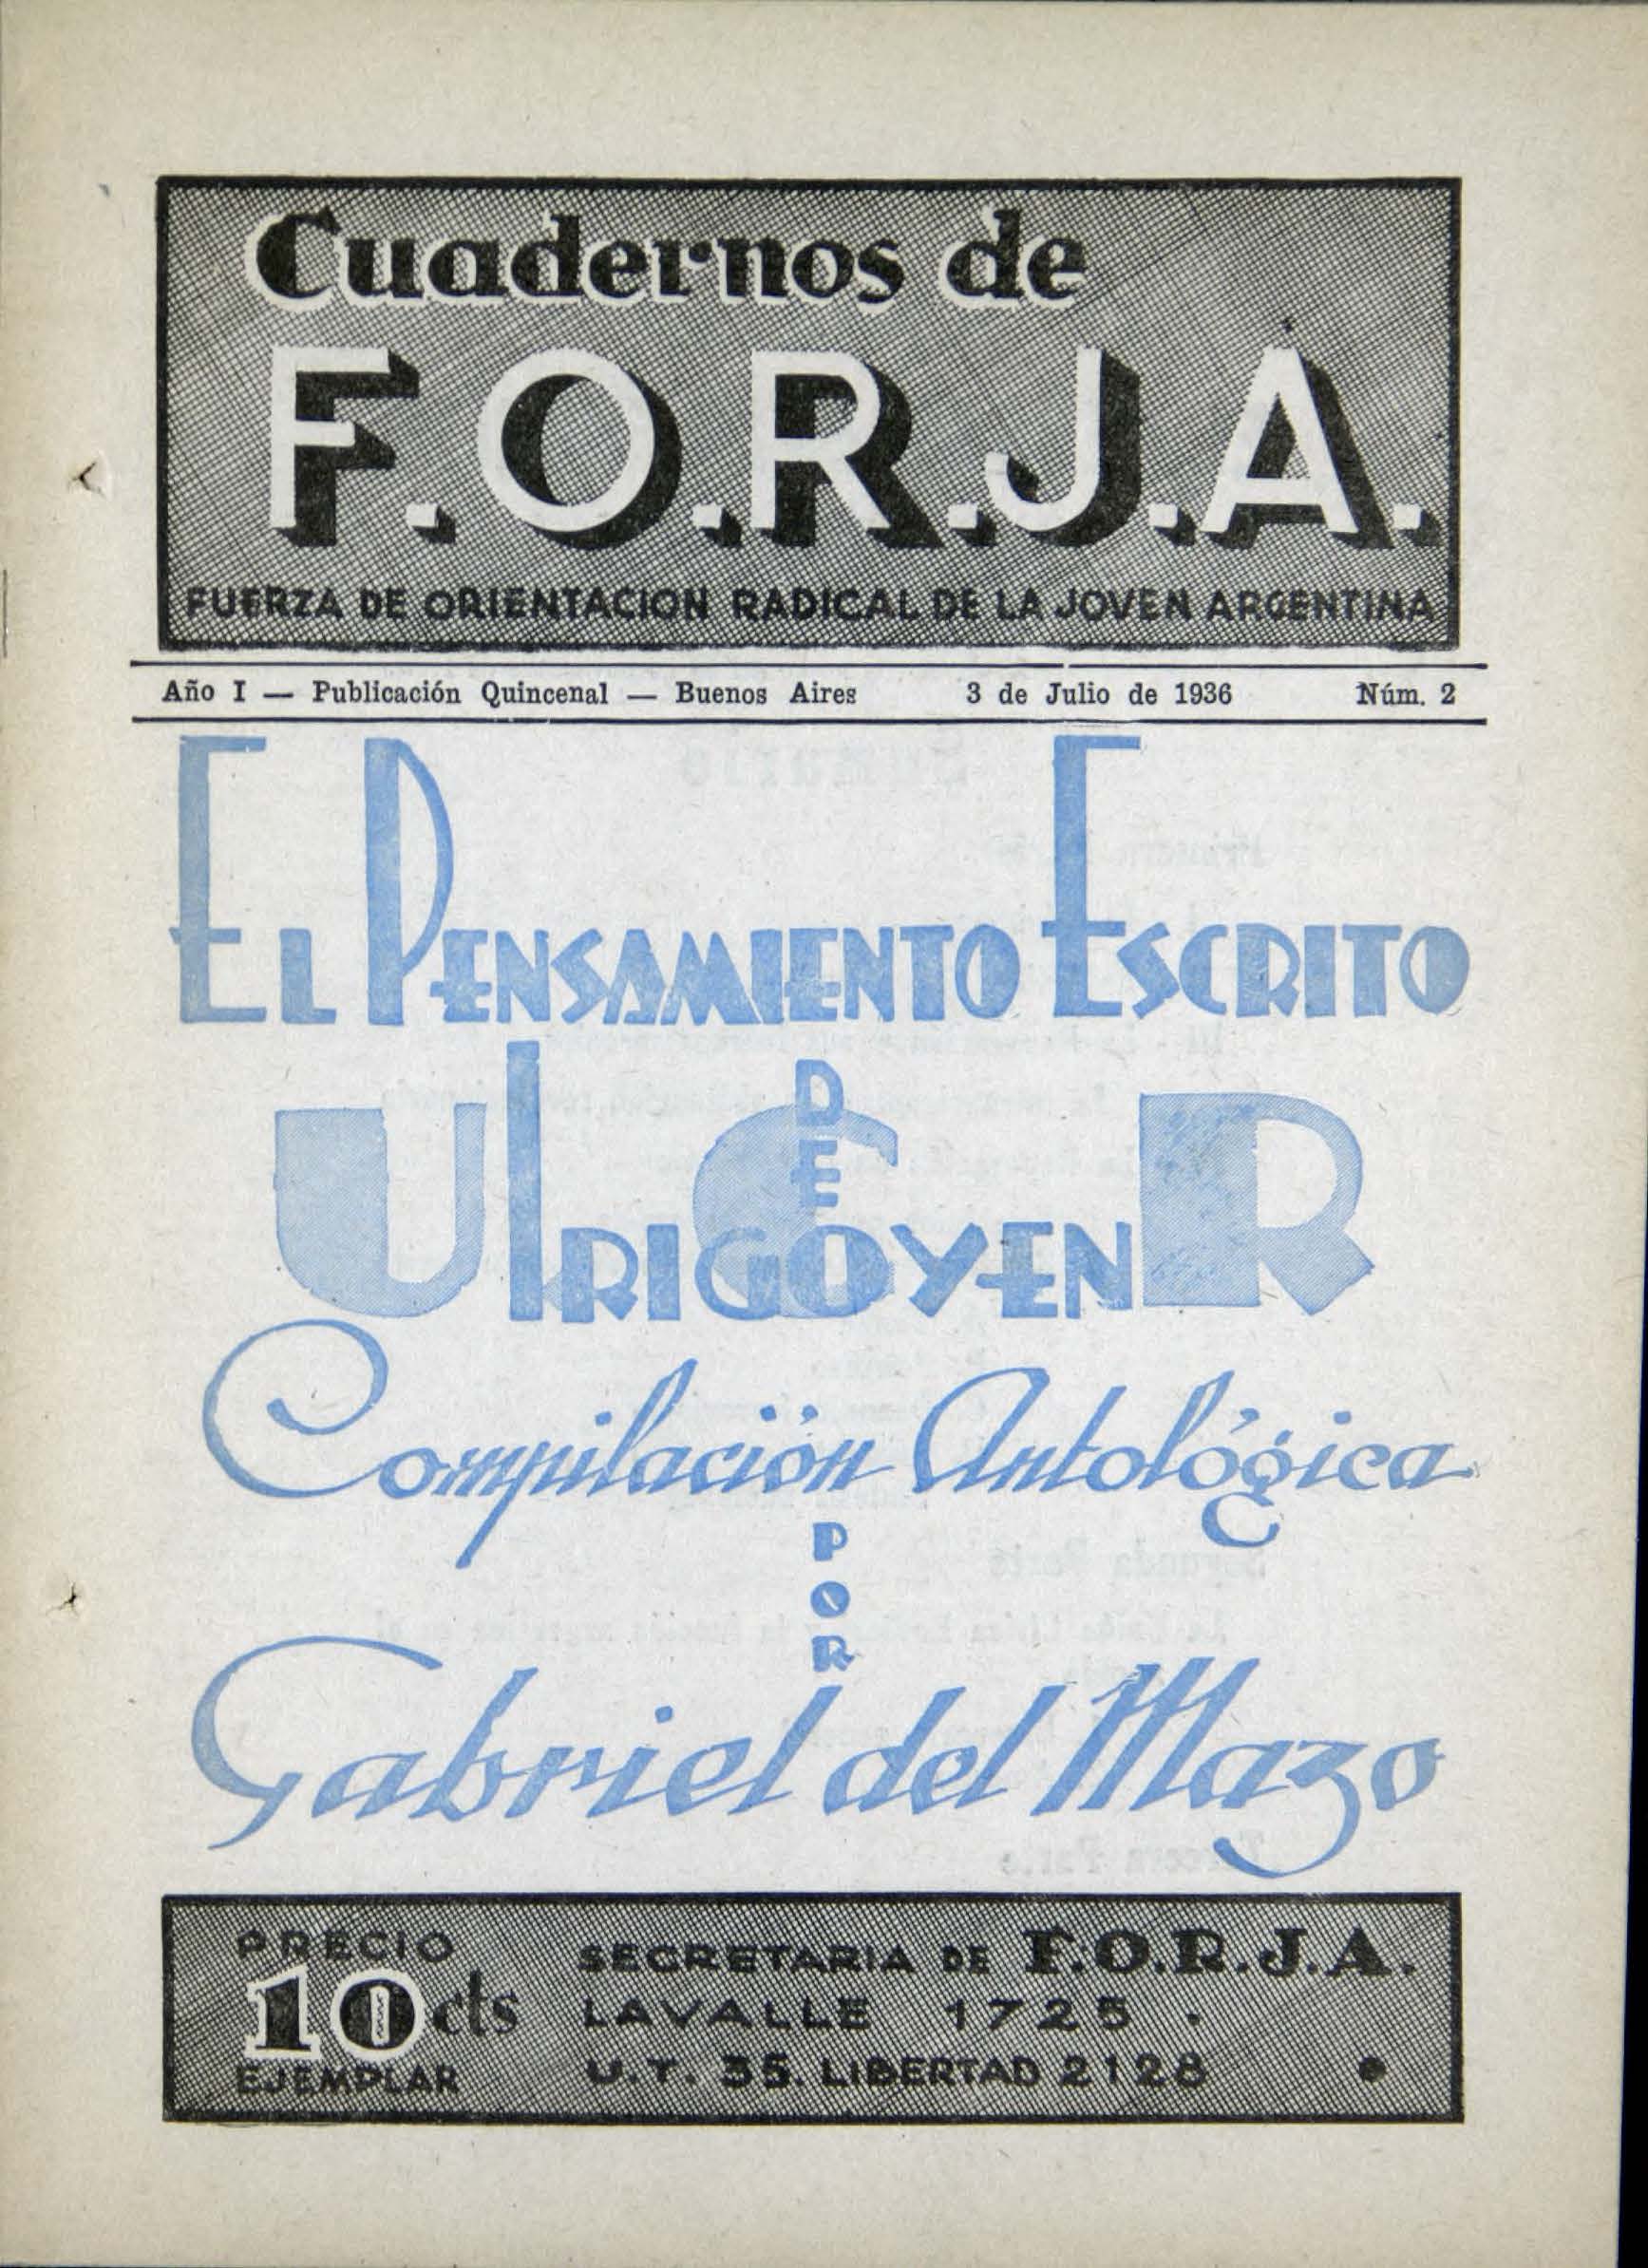 Cuadernos de
F.O.R.J.A.
FUERZA DE ORIENTACION RADICAL DE LA JOVEN ARGENTINA
Año I — Publicación Quincenal — Buenos Aires 3 de Julio de 1936 Núm. 2
EL PENSAMIENTO ESCRITO
DE
UCR
IRIGOYEN
Compilación Antológica
POR
Gabriel del Mazo
PRECIO
10 cts
EJEMPLAR
SECRETARIA DE F.O.R.J.A.
LAVALLE 1725.
U.T. 35. LIBERTAD 2128